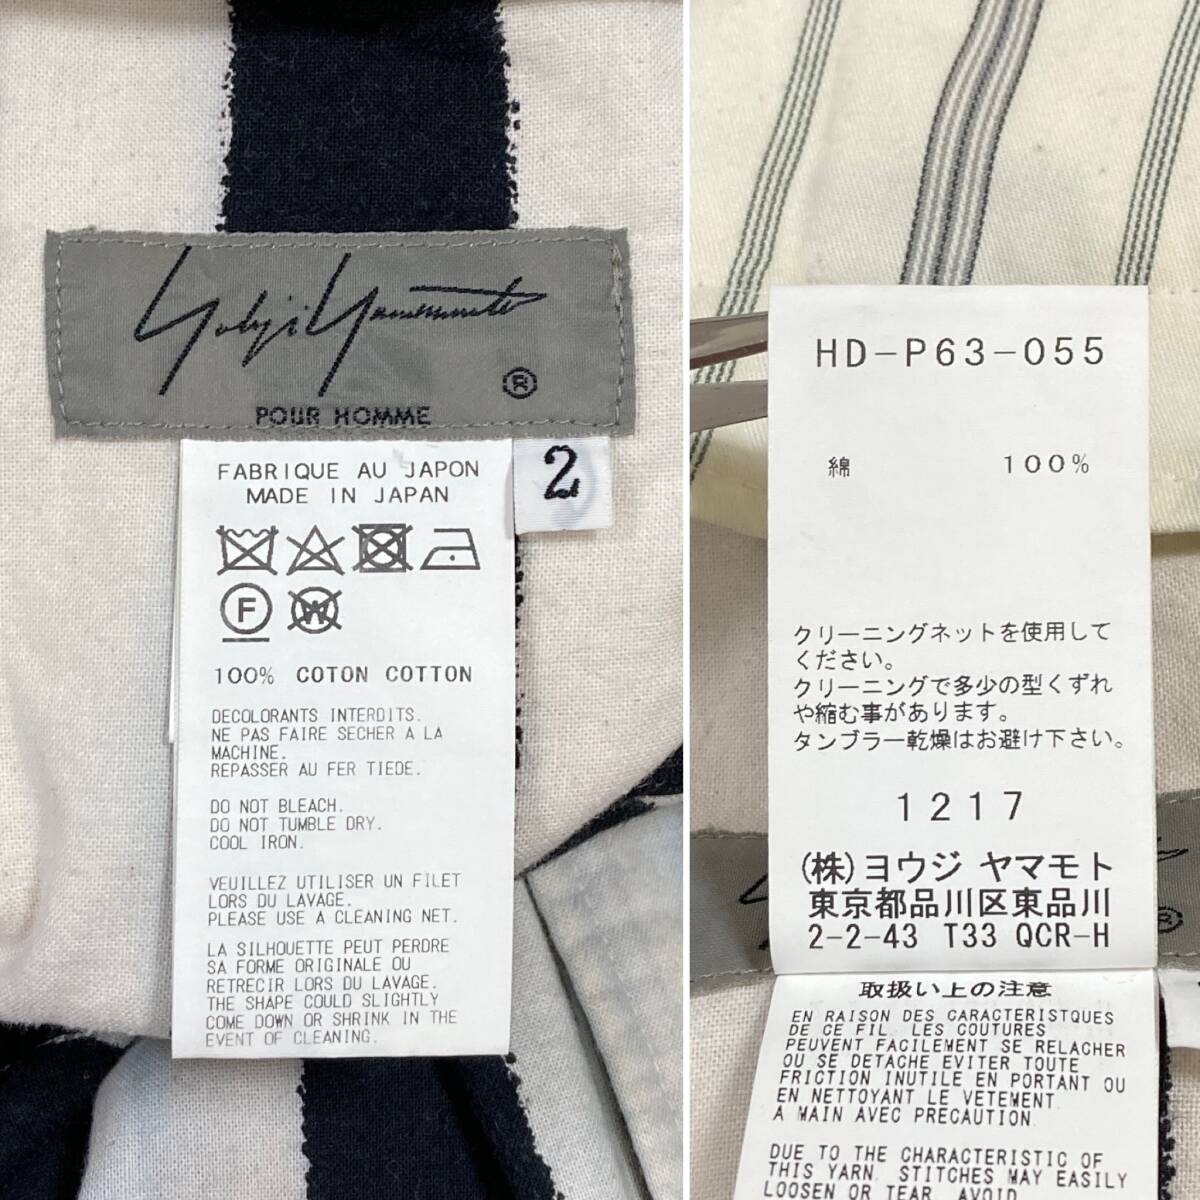 Yohji Yamamoto
®
POUR HOMME
2
FABRIQUE AU JAPON
MADE IN JAPAN
F
W
100% COTON COTTON
DECOLORANTS INTERDITS.
NE PAS FAIRE SECHER A LA
MACHINE.
REPASSER AU FER TIEDE.
DO NOT BLEACH.
DO NOT TUMBLE DRY.
COOL IRON.
VEUILLEZ UTILISER UN FILET
LORS DU LAVAGE.
PLEASE USE A CLEANING NET.
LA SILHOUETTE PEUT PERDRE
SA FORME ORIGINALE OU
RETRECIR LORS DU LAVAGE.
THE SHAPE COULD SLIGHTLY
COME DOWN OR SHRINK IN THE
EVENT OF CLEANING.
HD-P63-055
綿 100%
クリーニングネットを使用して
ください。
クリーニングで多少の型くずれ
や縮む事があります。
タンブラー乾燥はお避け下さい。
1217
(株)ヨウジ ヤマモト
東京都品川区東品川
2-2-43 T33 QCR-H
®
取扱い上の注意
EN RAISON DES CARACTERISTQUES
DE CE FIL. LES COUTURES
PEUVENT FACILEMENT SE RELACHER
OU SE DETACHE EVITER TOUTE
FRICTION INUTILE EN PORTANT OU
EN NETTOYANT LE VETEMENT
A MAIN AVEC PRECAUTION.
DUE TO THE CHARACTERISTIC OF
THIS YARN. STITCHES MAY EASILY
LOOSEN OR TEAR. AVOID